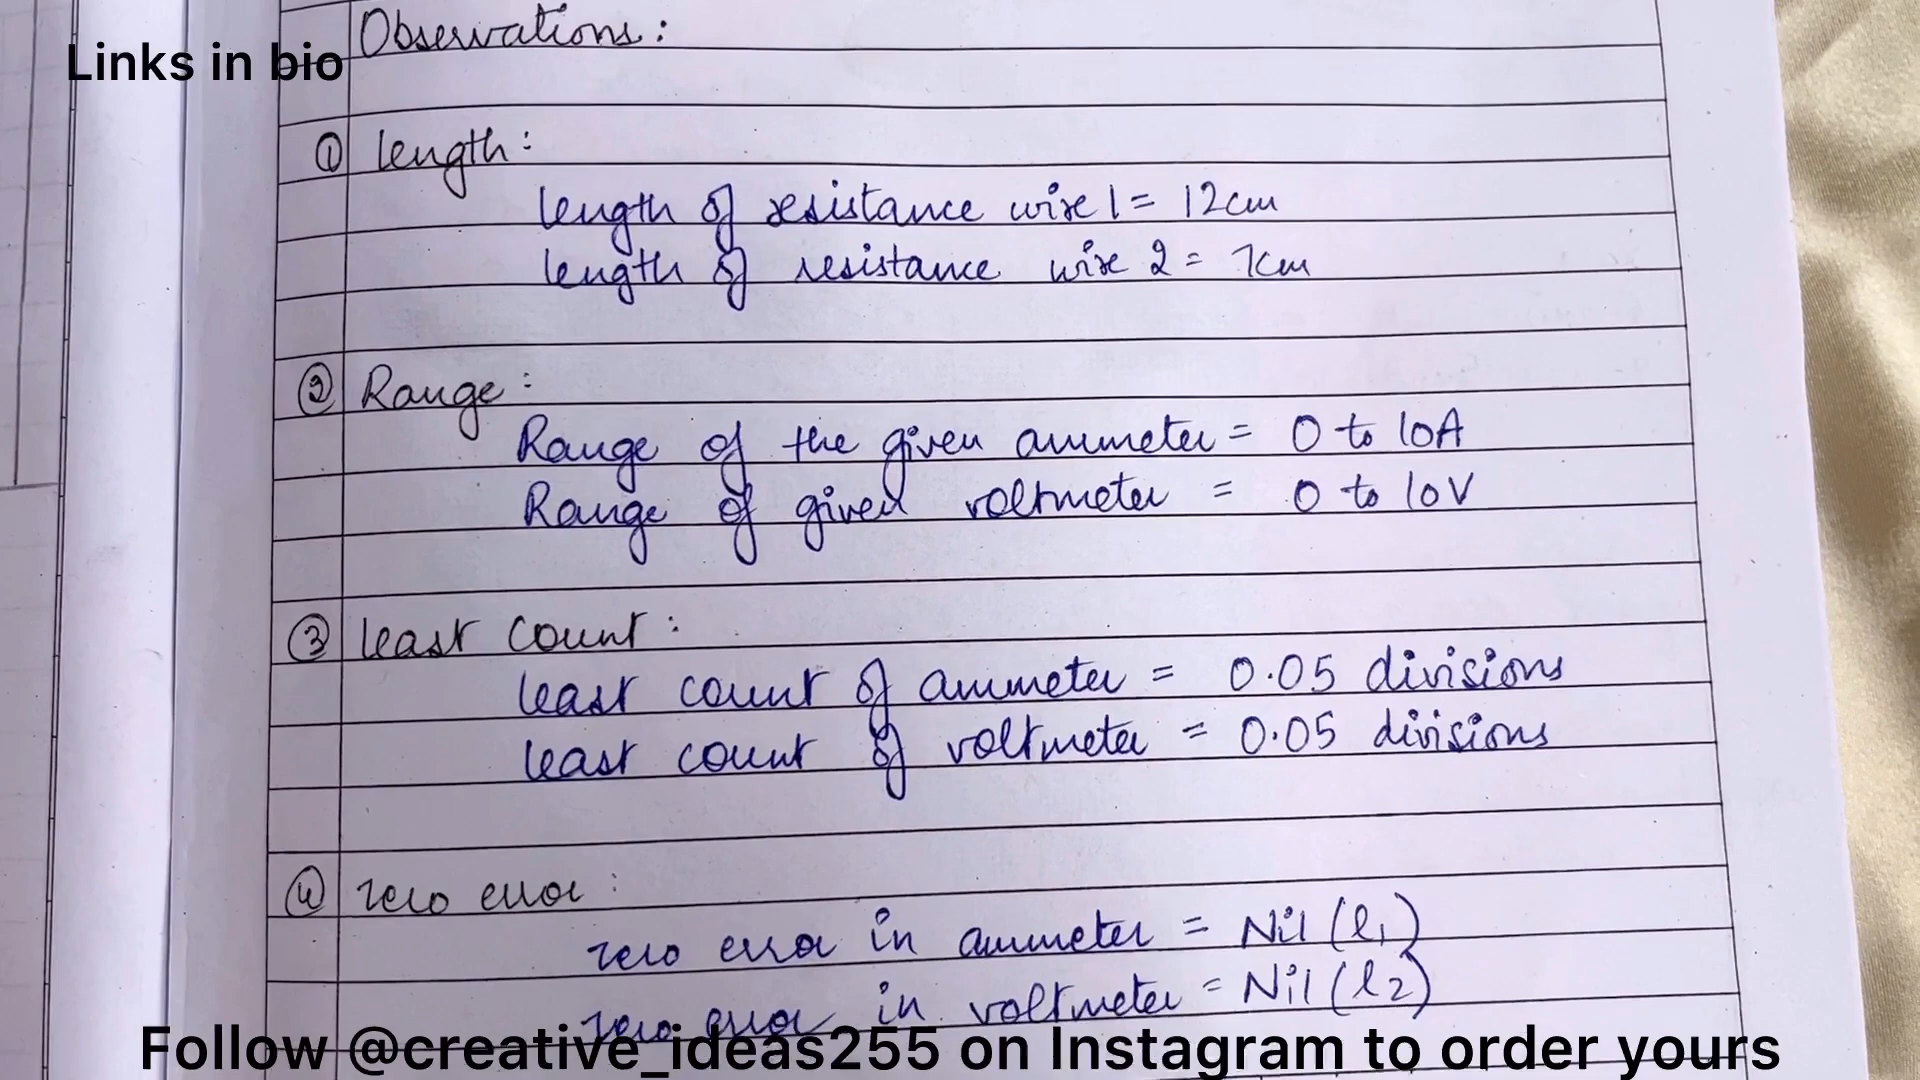 Observations:
Links in bio
① length:
length of resistance wire 1 = 12cm
length of resistance wire 2 = 7cm
② Range:
Range of the given ammeter = 0 to 10A
Range of given voltmeter = 0 to 10V
③ least count:
least count of ammeter = 0.05 divisions
least count of voltmeter = 0.05 divisions
④ zero error:
zero error in ammeter = Nil (l₁)
zero error in voltmeter = Nil (l₂)
Follow @creative_ideas255 on Instagram to order yours